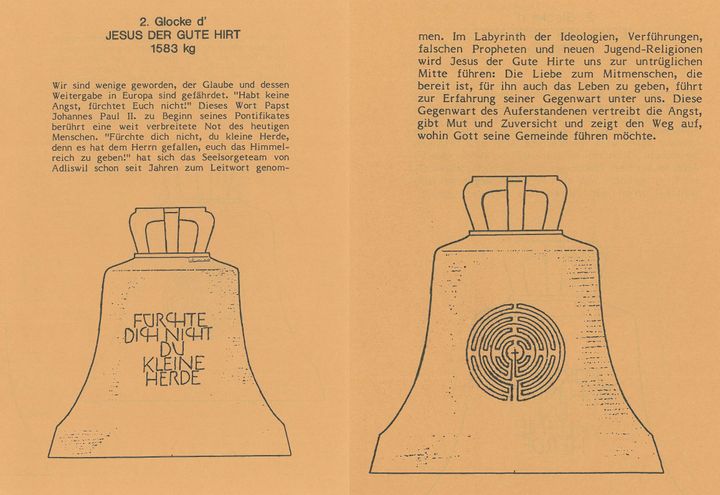 2. Glocke d'
JESUS DER GUTE HIRT
1583 kg
Wir sind wenige geworden, der Glaube und dessen
Weitergabe in Europa sind gefährdet. "Habt keine
Angst, fürchtet Euch nicht!" Dieses Wort Papst
Johannes Paul II. zu Beginn seines Pontifikates
berührt eine weit verbreitete Not des heutigen
Menschen. "Fürchte dich nicht, du kleine Herde,
denn es hat dem Herrn gefallen, euch das Himmel-
reich zu geben!" hat sich das Seelsorgeteam von
Adliswil schon seit Jahren zum Leitwort genom-
FÜRCHTE
DICH NICHT
DU
KLEINE
HERDE
men. Im Labyrinth der Ideologien, Verführungen,
falschen Propheten und neuen Jugend-Religionen
wird Jesus der Gute Hirte uns zur untrüglichen
Mitte führen: Die Liebe zum Mitmenschen, die
bereit ist, für ihn auch das Leben zu geben, führt
zur Erfahrung seiner Gegenwart unter uns. Diese
Gegenwart des Auferstandenen vertreibt die Angst,
gibt Mut und Zuversicht und zeigt den Weg auf,
wohin Gott seine Gemeinde führen möchte.